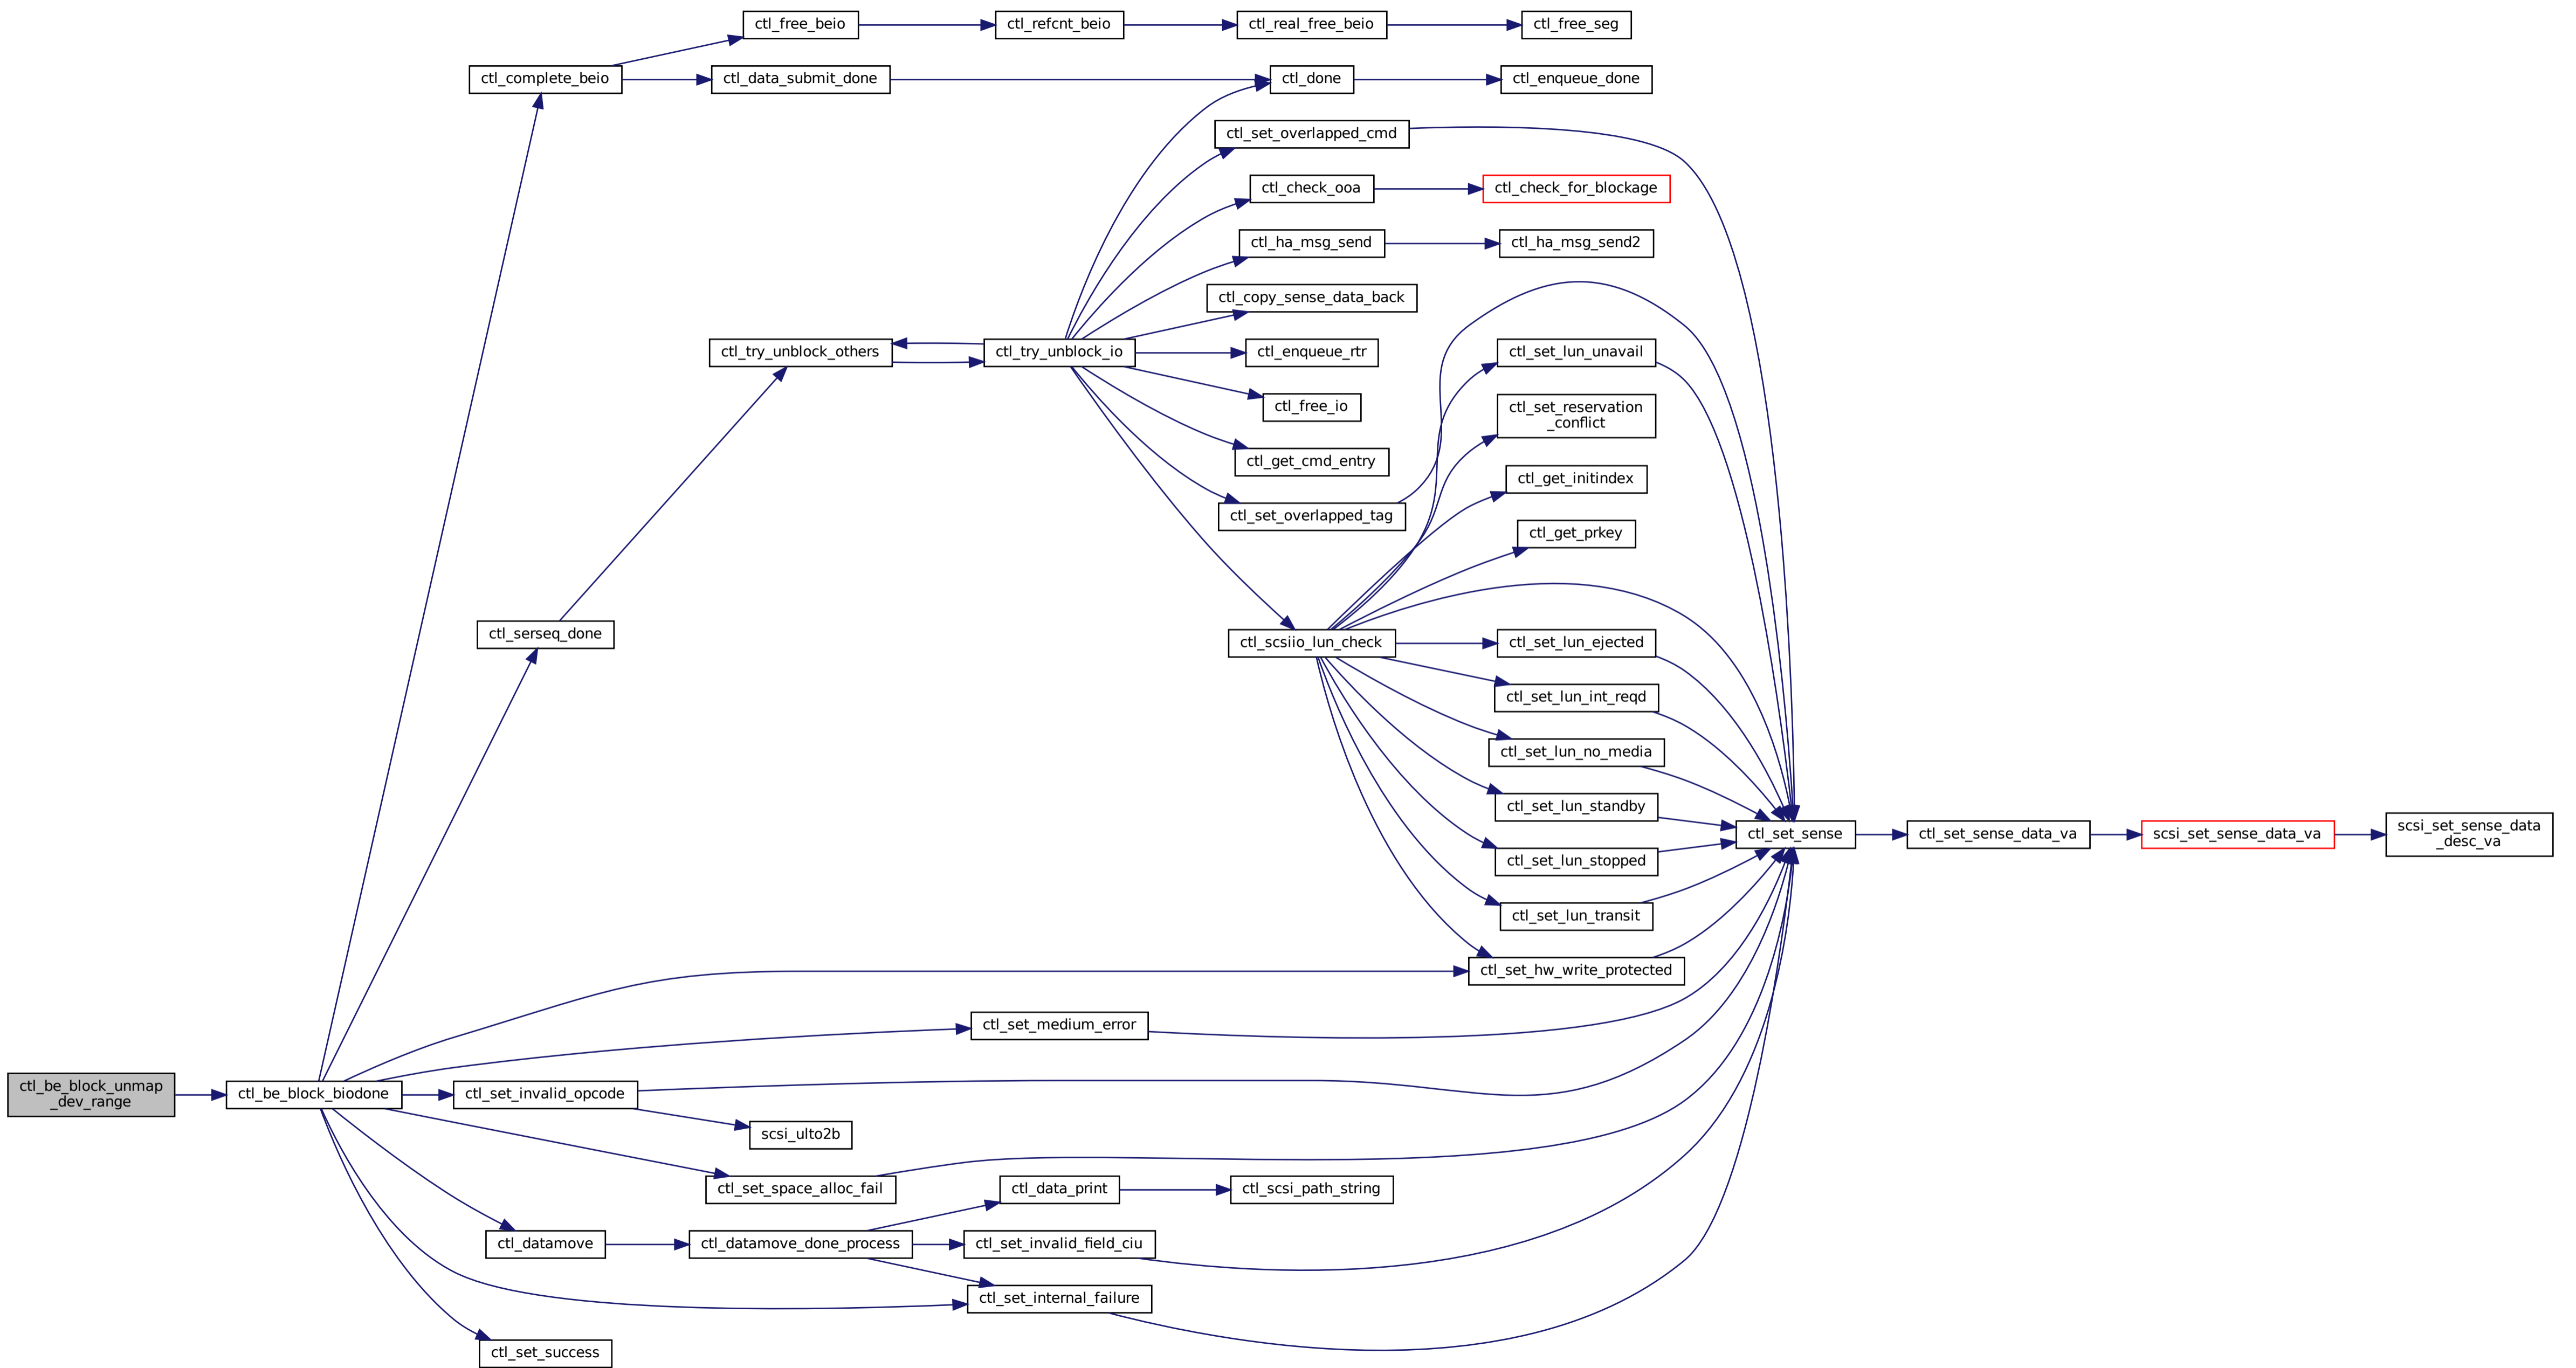 ctl_free_beio
ctl_refcnt_beio
ctl_real_free_beio
ctl_free_seg
ctl_complete_beio
ctl_data_submit_done
ctl_done
ctl_enqueue_done
ctl_set_overlapped_cmd
ctl_check_ooa
ctl_check_for_blockage
ctl_ha_msg_send
ctl_ha_msg_send2
ctl_copy_sense_data_back
ctl_try_unblock_others
ctl_try_unblock_io
ctl_enqueue_rtr
ctl_set_lun_unavail
ctl_free_io
ctl_set_reservation
_conflict
ctl_get_cmd_entry
ctl_get_initindex
ctl_set_overlapped_tag
ctl_get_prkey
ctl_serseq_done
ctl_scsiio_lun_check
ctl_set_lun_ejected
ctl_set_lun_int_reqd
ctl_set_lun_no_media
ctl_set_lun_standby
ctl_set_sense
ctl_set_sense_data_va
scsi_set_sense_data_va
scsi_set_sense_data
_desc_va
ctl_set_lun_stopped
ctl_set_lun_transit
ctl_set_hw_write_protected
ctl_set_medium_error
ctl_be_block_unmap
_dev_range
ctl_be_block_biodone
ctl_set_invalid_opcode
scsi_ulto2b
ctl_set_space_alloc_fail
ctl_data_print
ctl_scsi_path_string
ctl_datamove
ctl_datamove_done_process
ctl_set_invalid_field_ciu
ctl_set_internal_failure
ctl_set_success